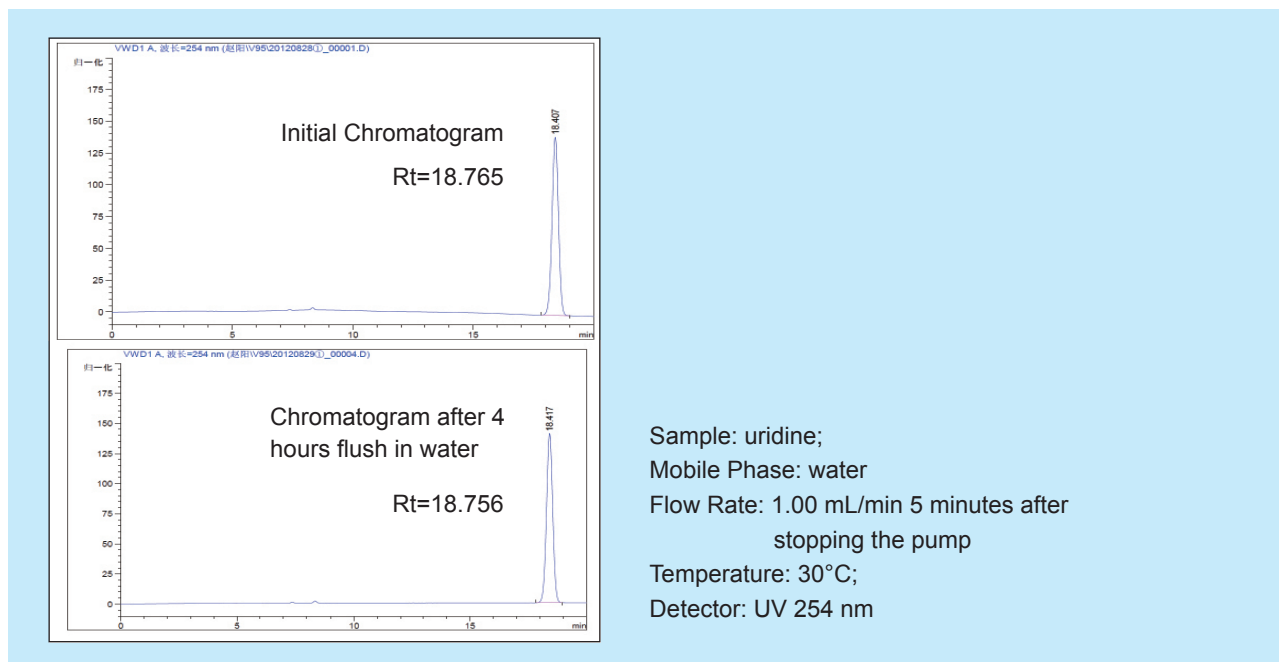 VWD1 A, 波长=254 nm (赵阳\V95\20120828①_00001.D)
归一化
175
150
125
100
75
50
25
0
18.407
Initial Chromatogram
Rt=18.765
0 5 10 15 min
VWD1 A, 波长=254 nm (赵阳\V95\20120829①_00004.D)
归一化
175
150
125
100
75
50
25
0
18.417
Chromatogram after 4
hours flush in water
Rt=18.756
0 5 10 15 min
Sample: uridine;
Mobile Phase: water
Flow Rate: 1.00 mL/min 5 minutes after
stopping the pump
Temperature: 30°C;
Detector: UV 254 nm